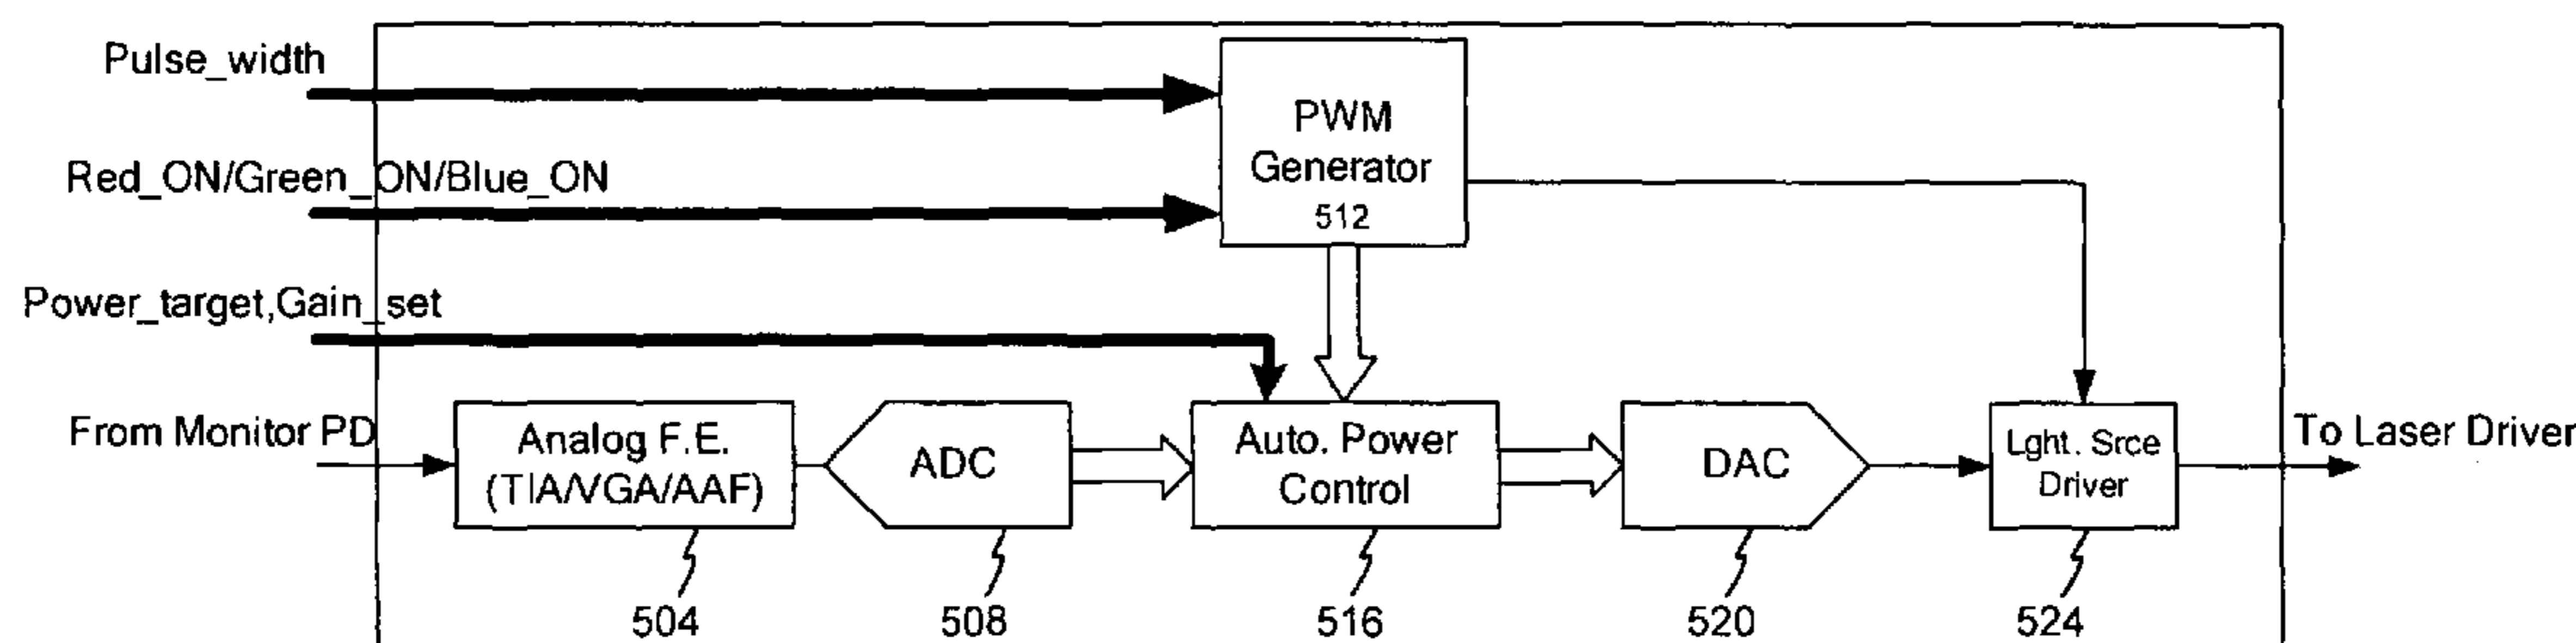 Pulse_width
PWM
Generator
512
Red_ON/Green_ON/Blue_ON
Power_target,Gain_set
From Monitor PD
Analog F.E.
(TIA/VGA/AAF)
ADC
Auto. Power
Control
DAC
Lght. Srce
Driver
To Laser Driver
504
508
516
520
524